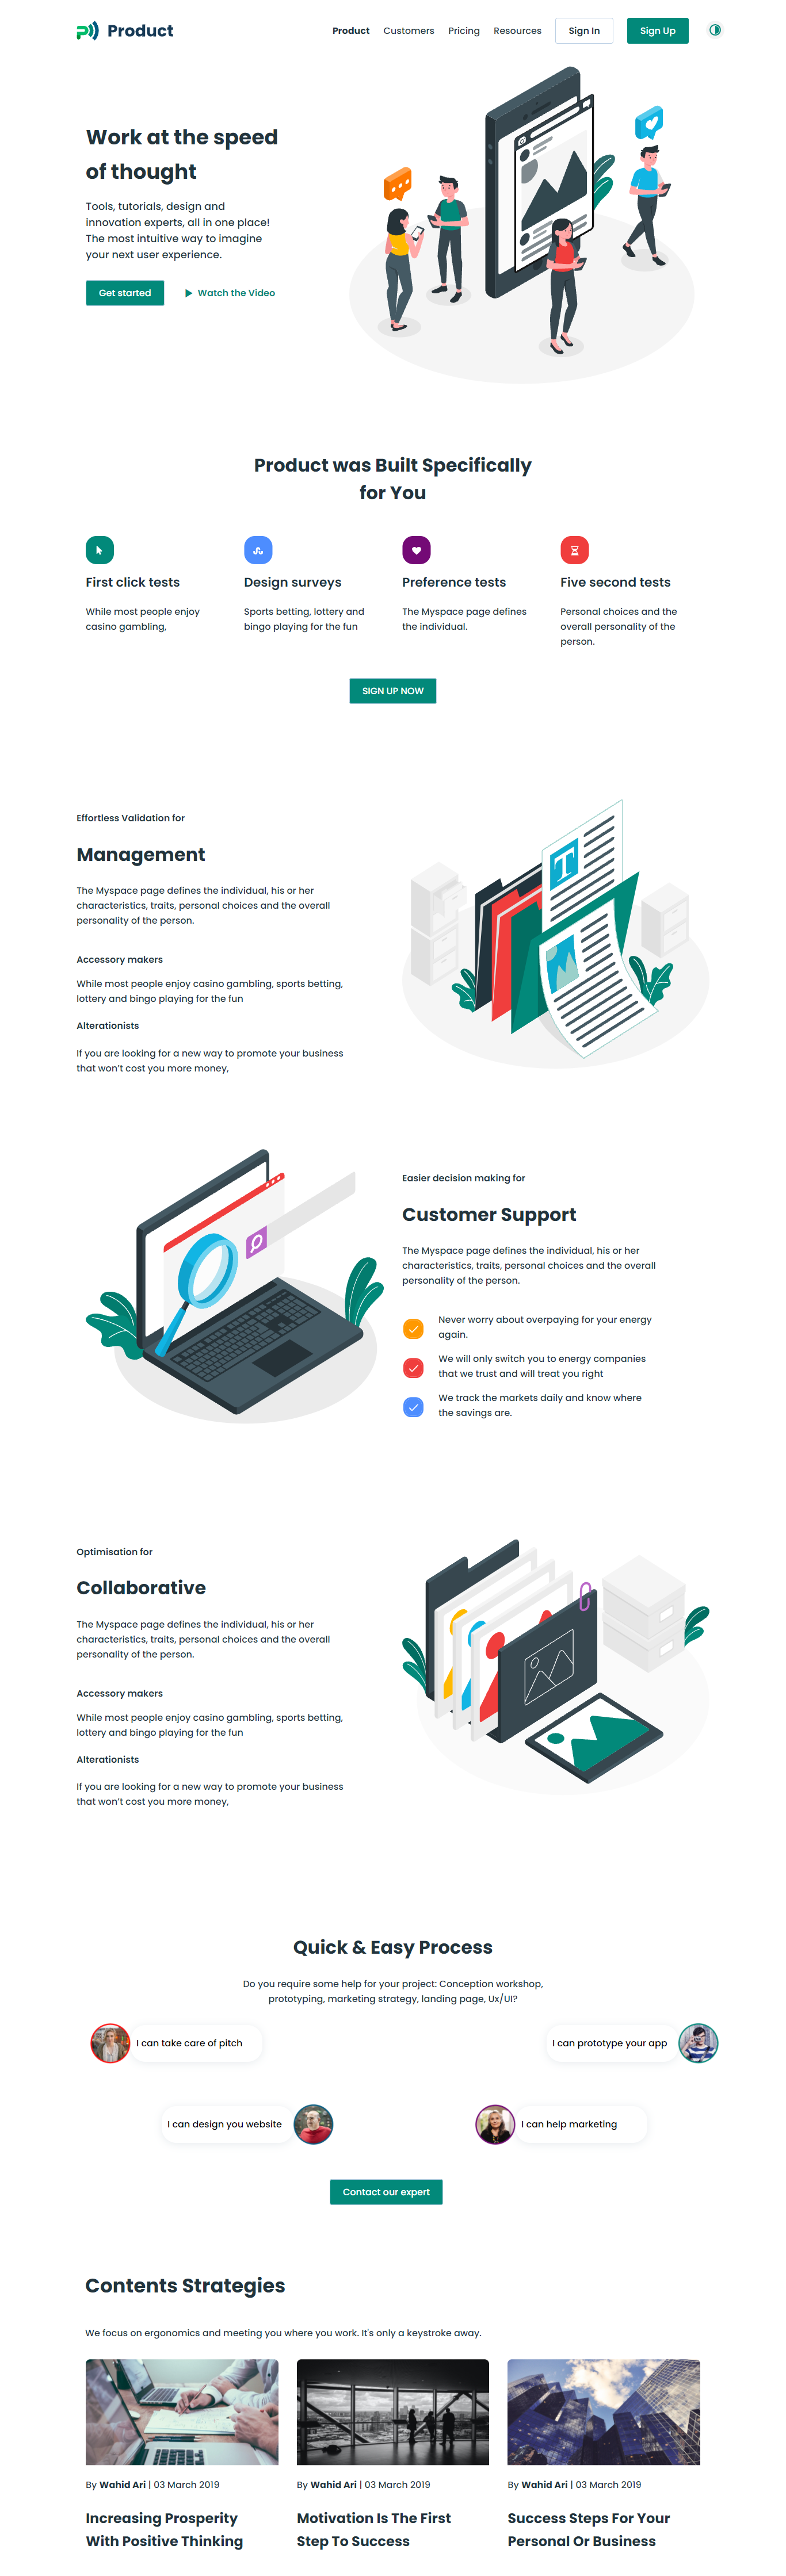 Product
Product Customers Pricing Resources Sign In Sign Up
Work at the speed
of thought
Tools, tutorials, design and
innovation experts, all in one place!
The most intuitive way to imagine
your next user experience.
Get started Watch the Video
Product was Built Specifically
for You
First click tests
While most people enjoy
casino gambling,
Design surveys
Sports betting, lottery and
bingo playing for the fun
Preference tests
The Myspace page defines
the individual.
Five second tests
Personal choices and the
overall personality of the
person.
SIGN UP NOW
Effortless Validation for
Management
The Myspace page defines the individual, his or her
characteristics, traits, personal choices and the overall
personality of the person.
Accessory makers
While most people enjoy casino gambling, sports betting,
lottery and bingo playing for the fun
Alterationists
If you are looking for a new way to promote your business
that won't cost you more money,
T
Easier decision making for
Customer Support
The Myspace page defines the individual, his or her
characteristics, traits, personal choices and the overall
personality of the person.
Never worry about overpaying for your energy
again.
We will only switch you to energy companies
that we trust and will treat you right
We track the markets daily and know where
the savings are.
Optimisation for
Collaborative
The Myspace page defines the individual, his or her
characteristics, traits, personal choices and the overall
personality of the person.
Accessory makers
While most people enjoy casino gambling, sports betting,
lottery and bingo playing for the fun
Alterationists
If you are looking for a new way to promote your business
that won't cost you more money,
Quick & Easy Process
Do you require some help for your project: Conception workshop,
prototyping, marketing strategy, landing page, Ux/UI?
I can take care of pitch
I can prototype your app
I can design you website
I can help marketing
Contact our expert
Contents Strategies
We focus on ergonomics and meeting you where you work. It's only a keystroke away.
By Wahid Ari | 03 March 2019
Increasing Prosperity
With Positive Thinking
By Wahid Ari | 03 March 2019
Motivation Is The First
Step To Success
By Wahid Ari | 03 March 2019
Success Steps For Your
Personal Or Business